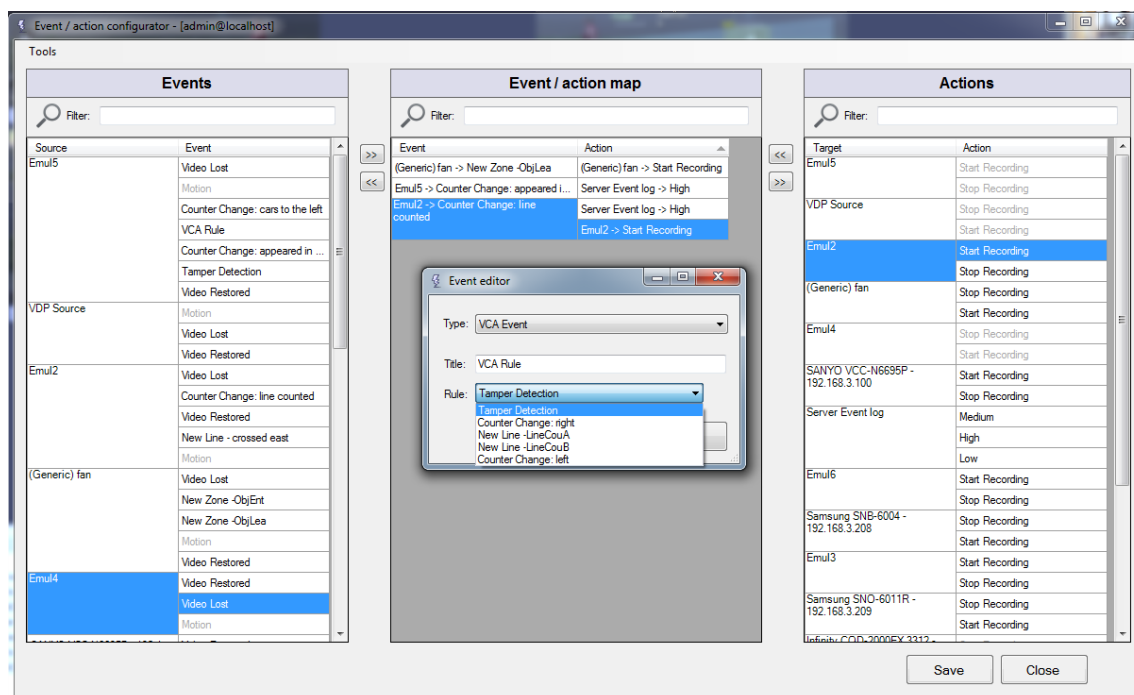 Event / action configurator - [admin@localhost]
Tools
Events
Filter:
Source Event
Emul5 Video Lost
Motion
Counter Change: cars to the left
VCA Rule
Counter Change: appeared in ...
Tamper Detection
Video Restored
VDP Source Motion
Video Lost
Video Restored
Emul2 Video Lost
Counter Change: line counted
Video Restored
New Line - crossed east
Motion
(Generic) fan Video Lost
New Zone -ObjEnt
New Zone -ObjLea
Motion
Video Restored
Emul4 Video Restored
Video Lost
Motion
>>
<<
Event / action map
Filter:
Event Action
(Generic) fan -> New Zone -ObjLea (Generic) fan -> Start Recording
Emul5 -> Counter Change: appeared i... Server Event log -> High
Emul2 -> Counter Change: line
counted
Server Event log -> High
Emul2 -> Start Recording
Event editor
Type: VCA Event
Title: VCA Rule
Rule: Tamper Detection
Tamper Detection
Counter Change: right
New Line -LineCouA
New Line -LineCouB
Counter Change: left
<<
>>
Actions
Filter:
Target Action
Emul5 Start Recording
Stop Recording
VDP Source Stop Recording
Start Recording
Emul2 Start Recording
Stop Recording
(Generic) fan Stop Recording
Start Recording
Emul4 Stop Recording
Start Recording
SANYO VCC-N6695P -
192.168.3.100
Start Recording
Stop Recording
Server Event log Medium
High
Low
Emul6 Start Recording
Stop Recording
Samsung SNB-6004 -
192.168.3.208
Stop Recording
Start Recording
Emul3 Start Recording
Stop Recording
Samsung SNO-6011R -
192.168.3.209
Stop Recording
Start Recording
Save Close